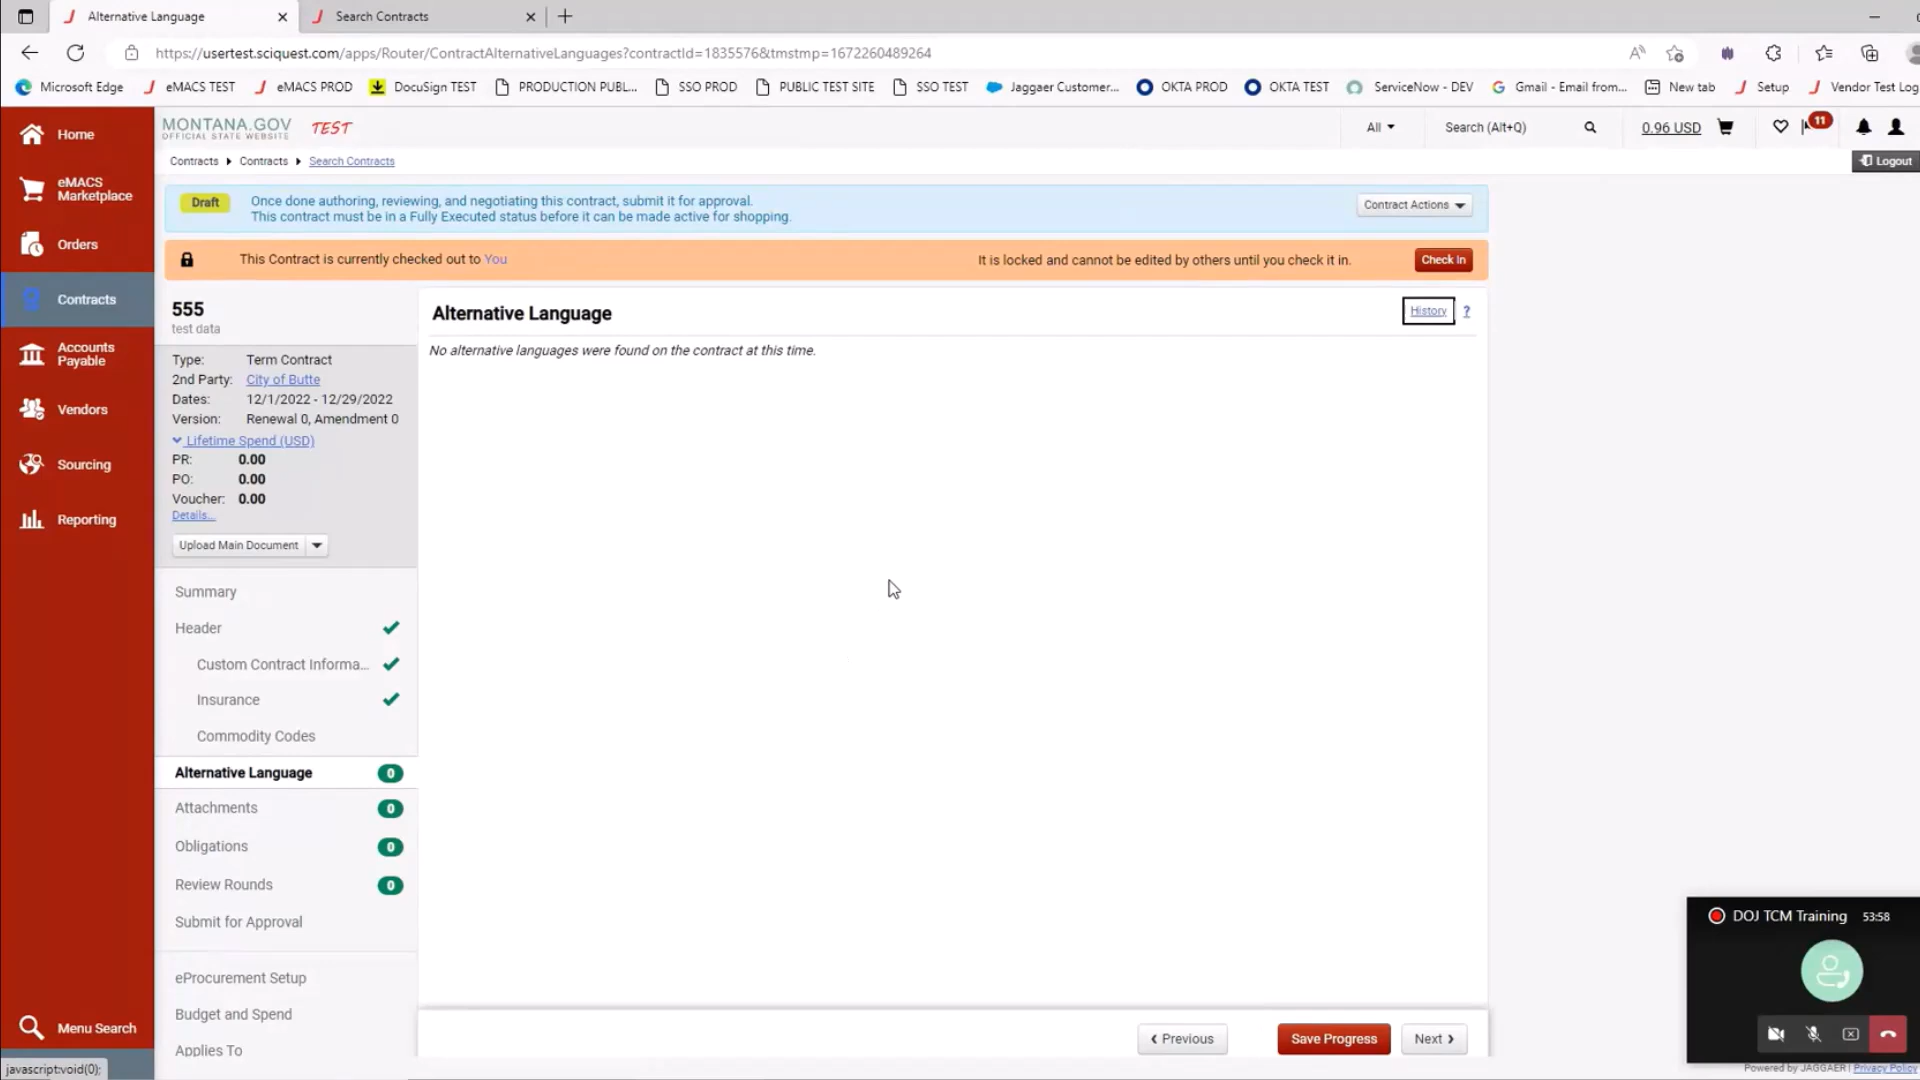 Alternative Language
Search Contracts
https://usertest.sciquest.com/apps/Router/ContractAlternativeLanguages?contractId=1835576&tmstmp=1672260489264
Microsoft Edge
eMACS TEST
eMACS PROD
DocuSign TEST
PRODUCTION PUBL...
SSO PROD
PUBLIC TEST SITE
SSO TEST
Jaggaer Customer...
OKTA PROD
OKTA TEST
ServiceNow - DEV
Gmail - Email from...
New tab
Setup
Vendor Test Log
Home
eMACS
Marketplace
Orders
Contracts
Accounts
Payable
Vendors
Sourcing
Reporting
Menu Search
javascript:void(0);
MONTANA.GOV
OFFICIAL STATE WEBSITE
TEST
All
Search (Alt+Q)
0.96 USD
11
Contracts
Contracts
Search Contracts
Logout
Draft
Once done authoring, reviewing, and negotiating this contract, submit it for approval.
This contract must be in a Fully Executed status before it can be made active for shopping.
Contract Actions
This Contract is currently checked out to You
It is locked and cannot be edited by others until you check it in.
Check In
555
test data
Type: Term Contract
2nd Party: City of Butte
Dates: 12/1/2022 - 12/29/2022
Version: Renewal 0, Amendment 0
Lifetime Spend (USD)
PR: 0.00
PO: 0.00
Voucher: 0.00
Details...
Upload Main Document
Summary
Header
Custom Contract Informa...
Insurance
Commodity Codes
Alternative Language 0
Attachments 0
Obligations 0
Review Rounds 0
Submit for Approval
eProcurement Setup
Budget and Spend
Applies To
Alternative Language
History
?
No alternative languages were found on the contract at this time.
Previous
Save Progress
Next
DOJ TCM Training 53:58
Powered by JAGGAER | Privacy Policy